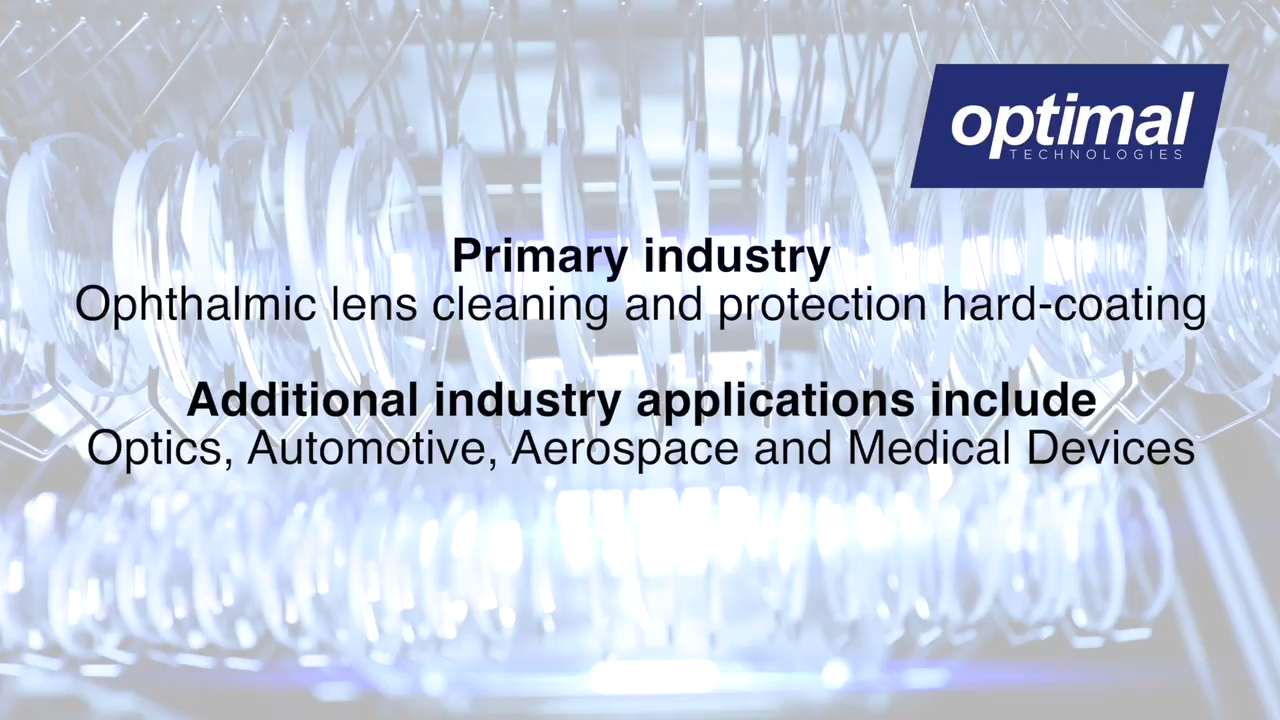 optimal
TECHNOLOGIES
Primary industry
Ophthalmic lens cleaning and protection hard-coating
Additional industry applications include
Optics, Automotive, Aerospace and Medical Devices